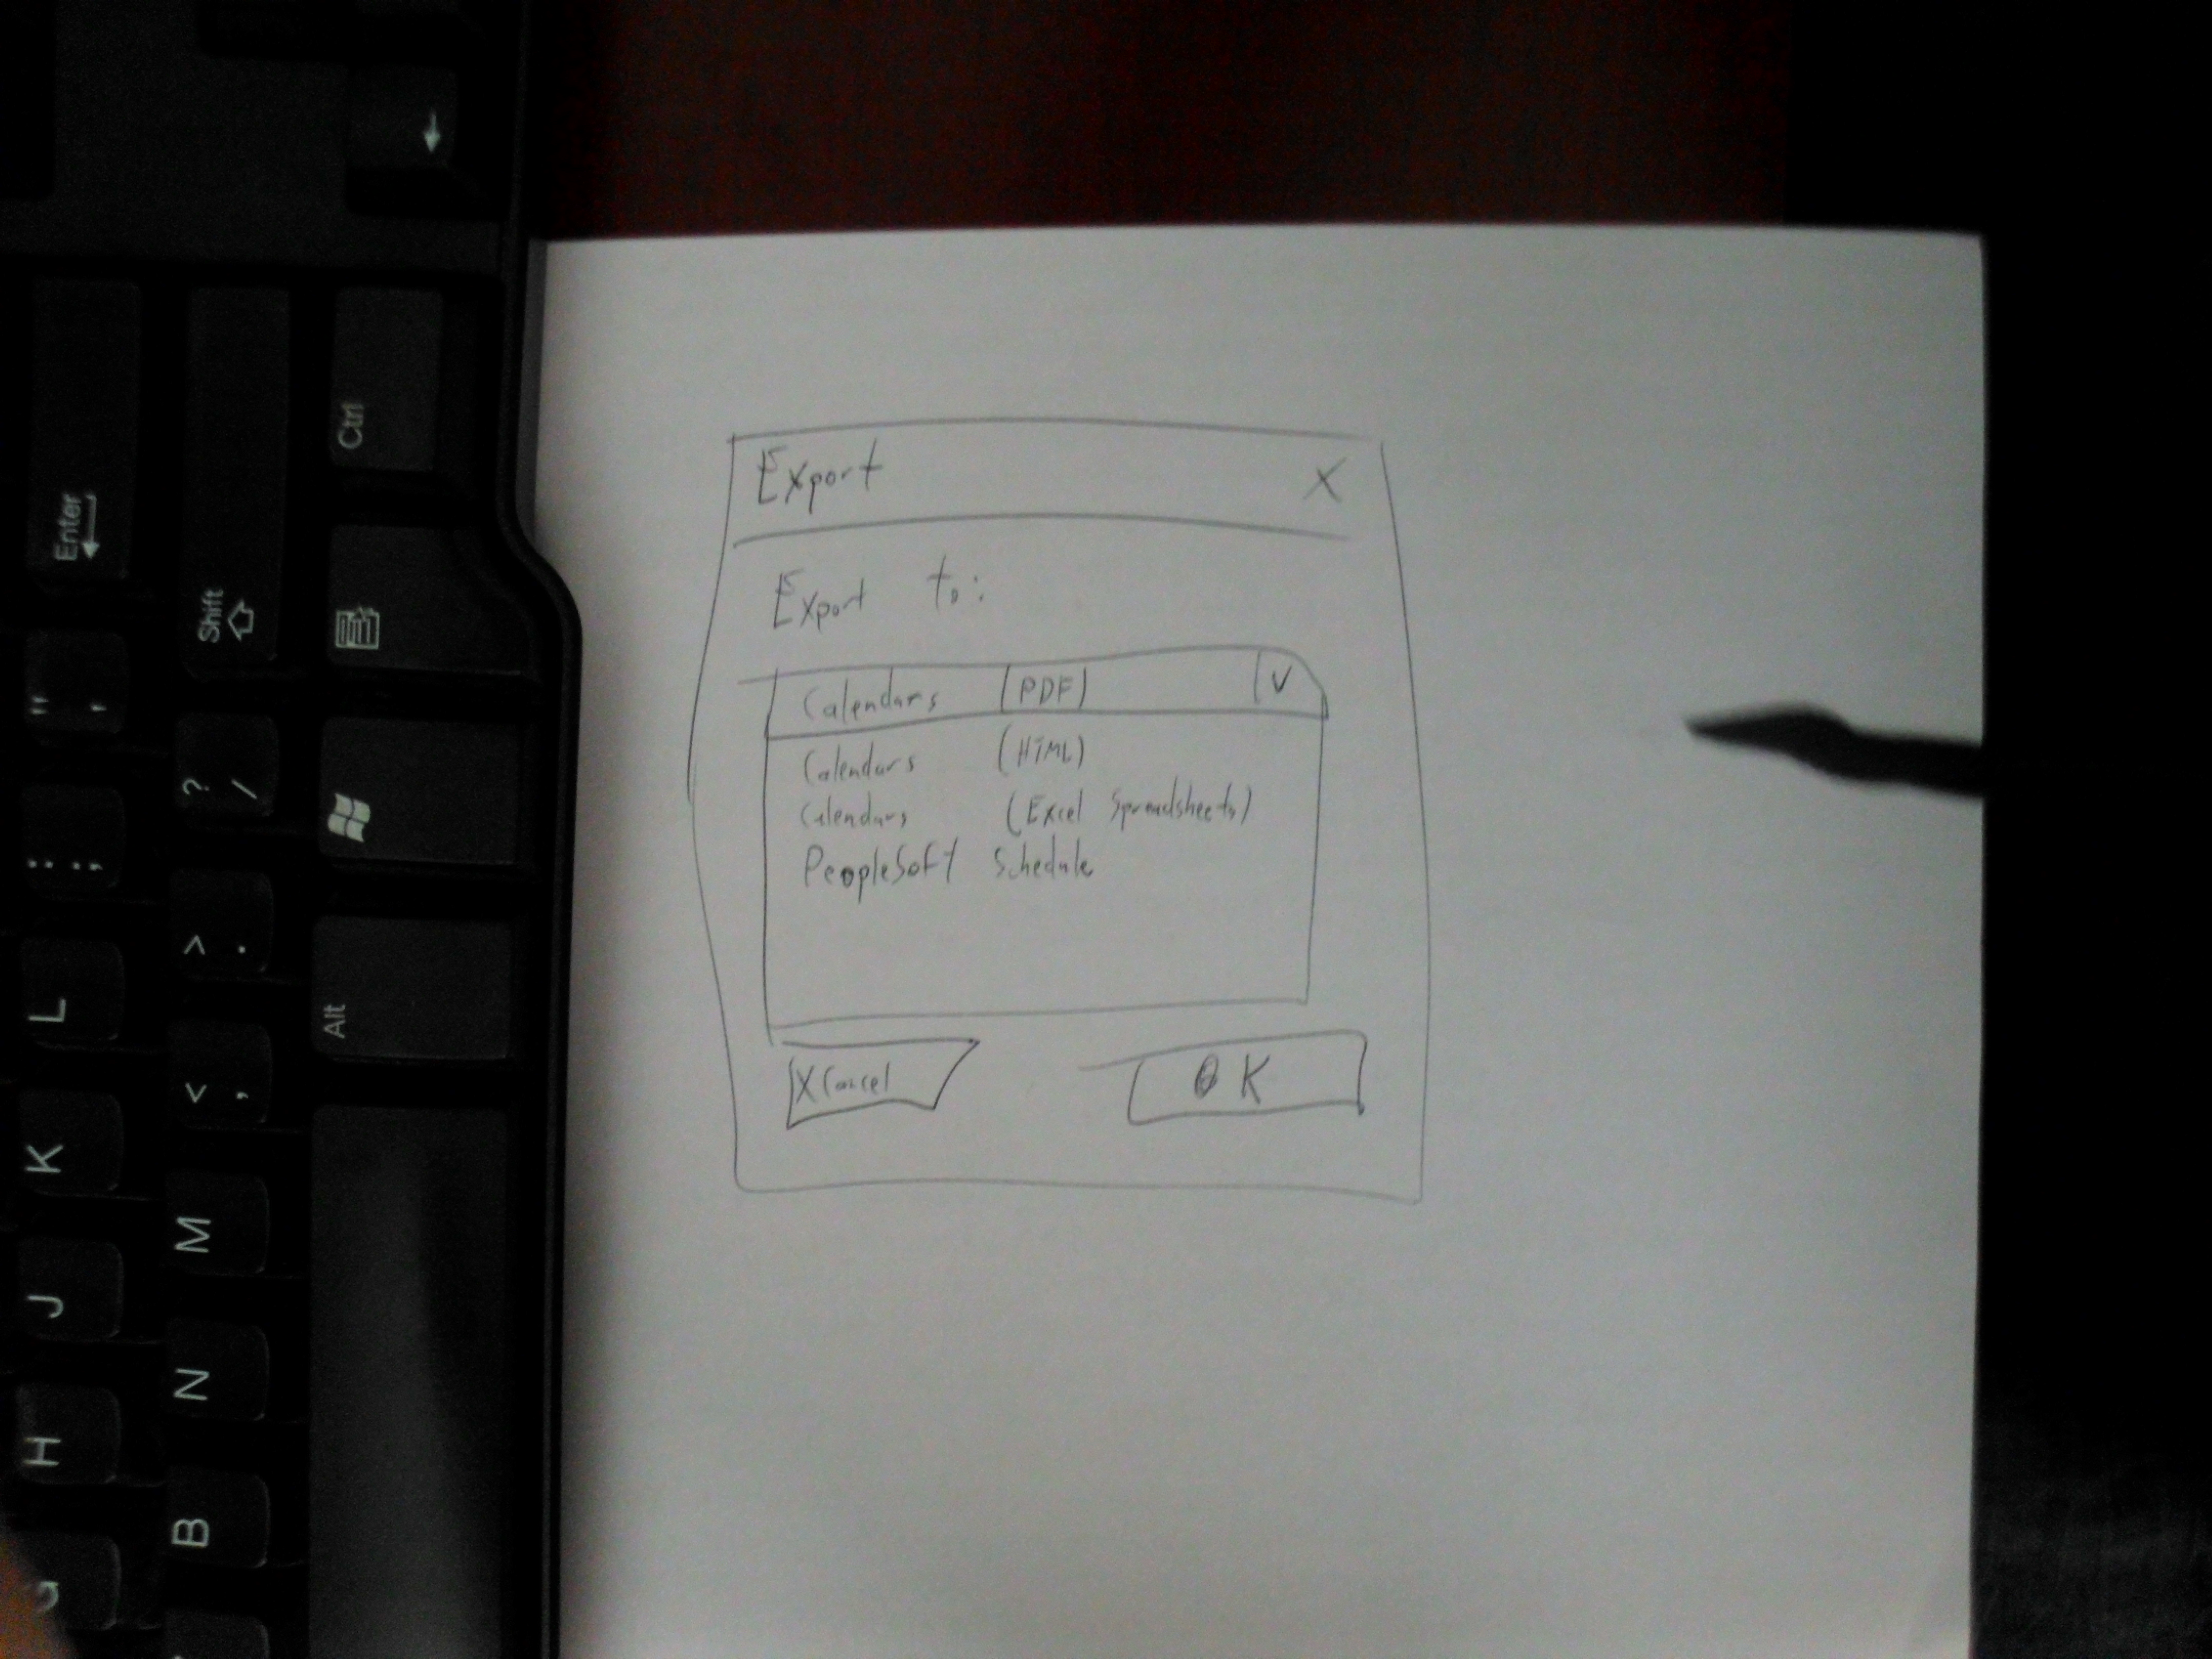 Export X
Export to:
Calendars (PDF) V
Calendars (HTML)
Calendars (Excel Spreadsheets)
PeopleSoft Schedule
X Cancel OK
Enter
Shift
Ctrl
Alt
" '
: ;
? /
> .
< ,
L
K
J
H
G
M
N
B